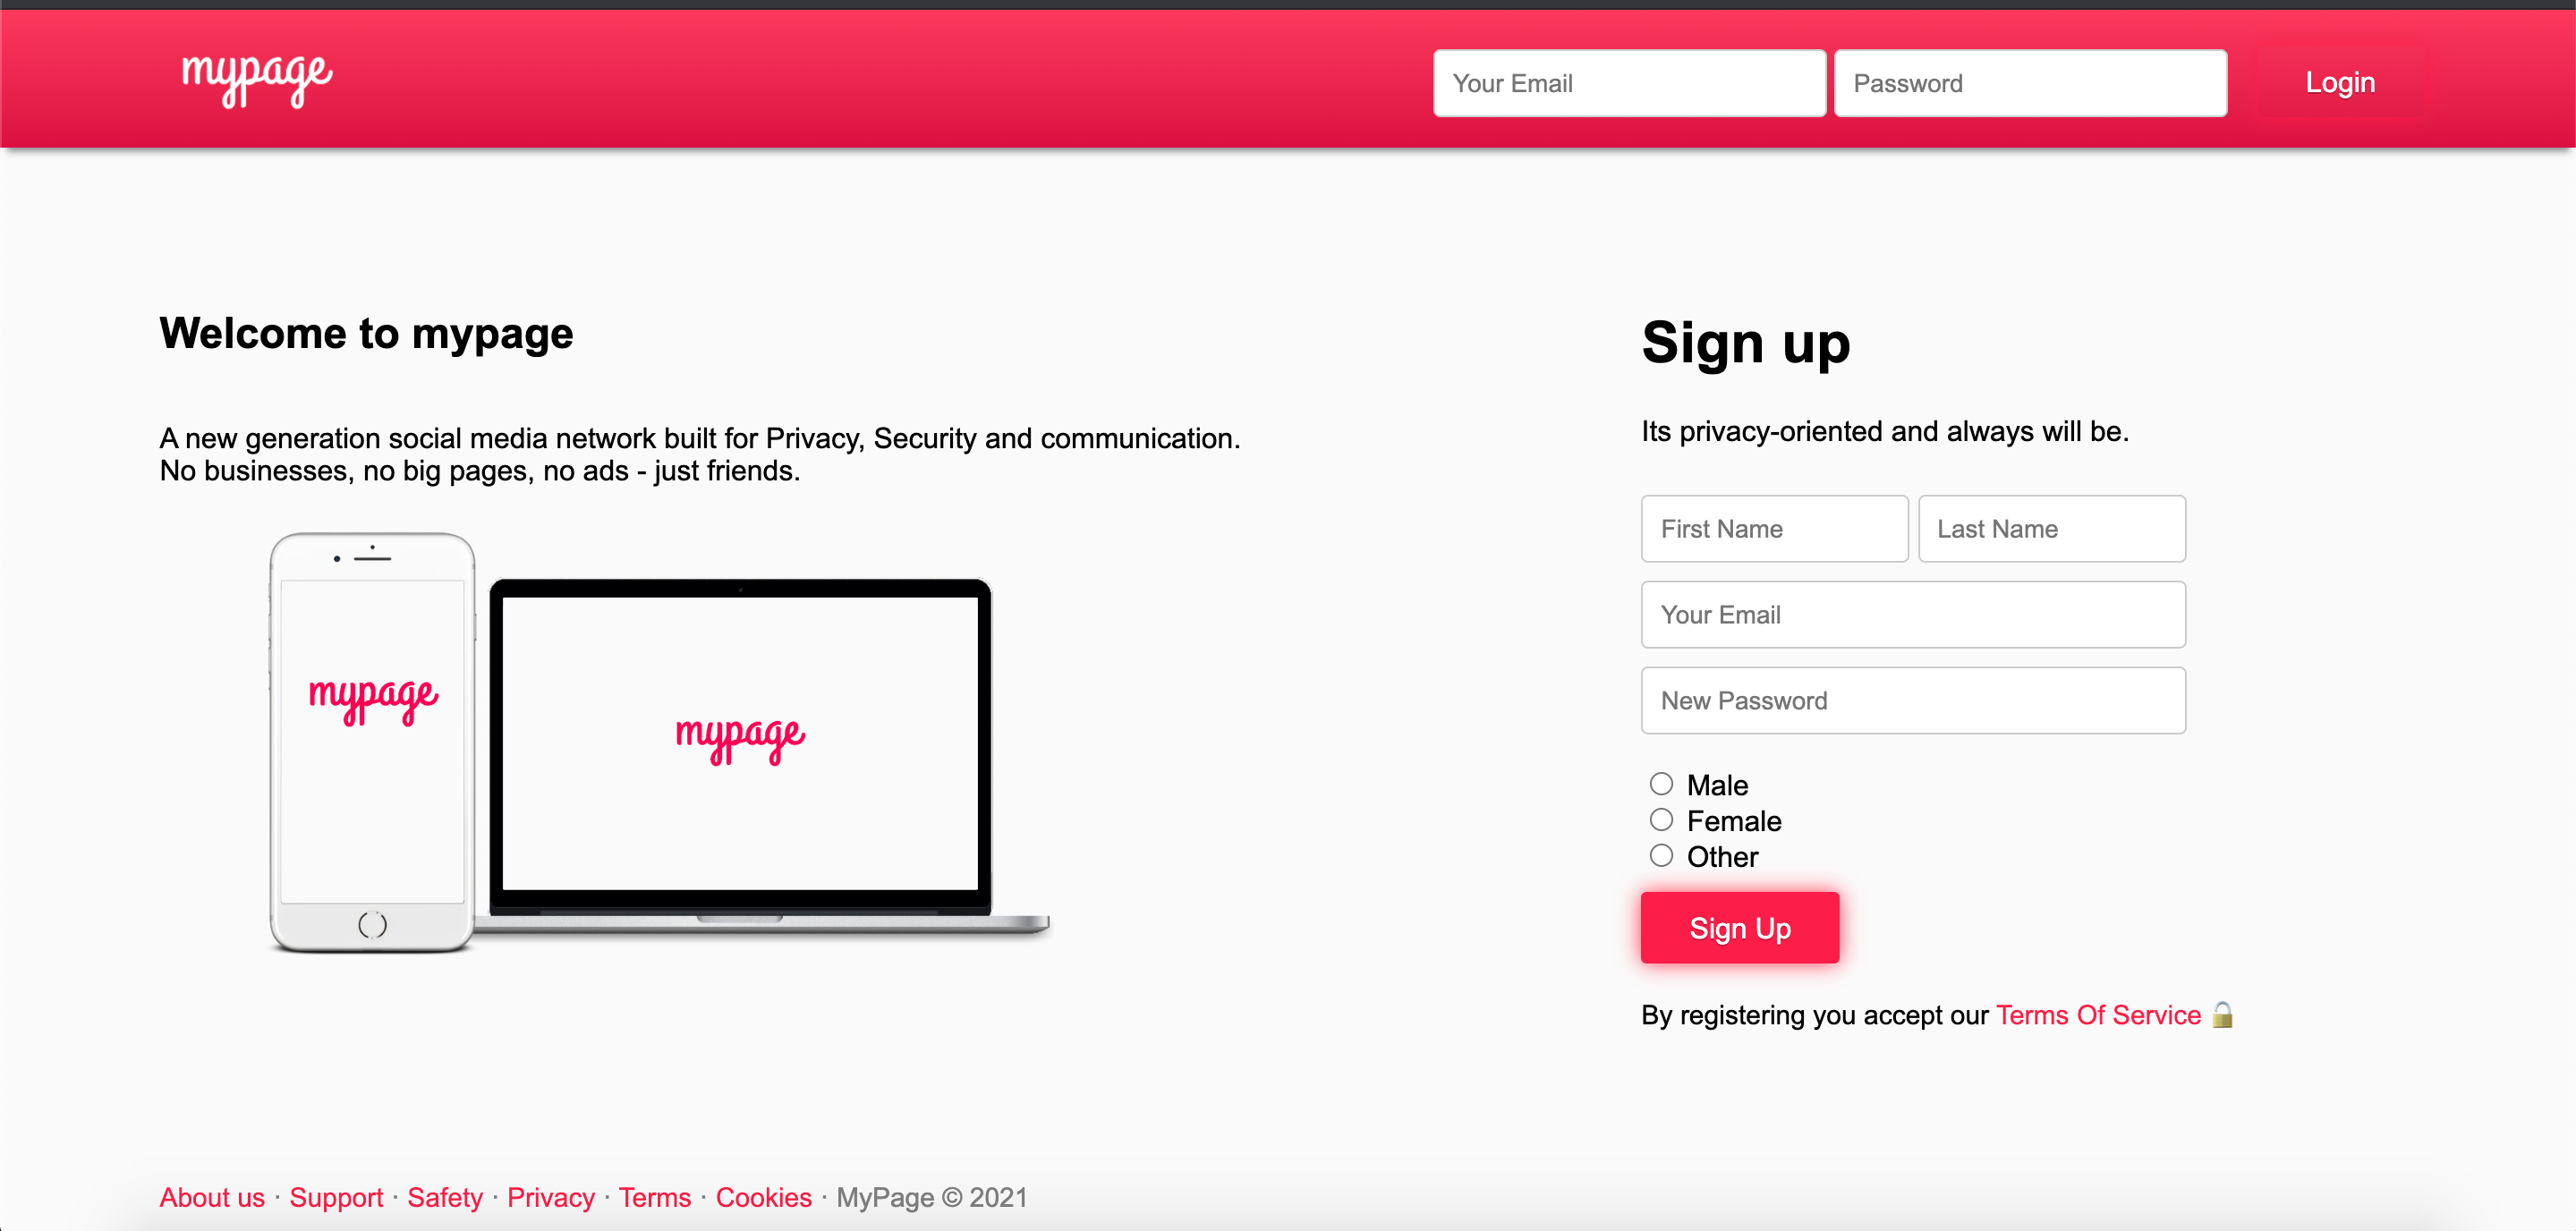 mypage
Your Email
Password
Login
Welcome to mypage
A new generation social media network built for Privacy, Security and communication.
No businesses, no big pages, no ads - just friends.
mypage
mypage
Sign up
Its privacy-oriented and always will be.
First Name
Last Name
Your Email
New Password
Male
Female
Other
Sign Up
By registering you accept our Terms Of Service 🔒
About us · Support · Safety · Privacy · Terms · Cookies · MyPage © 2021